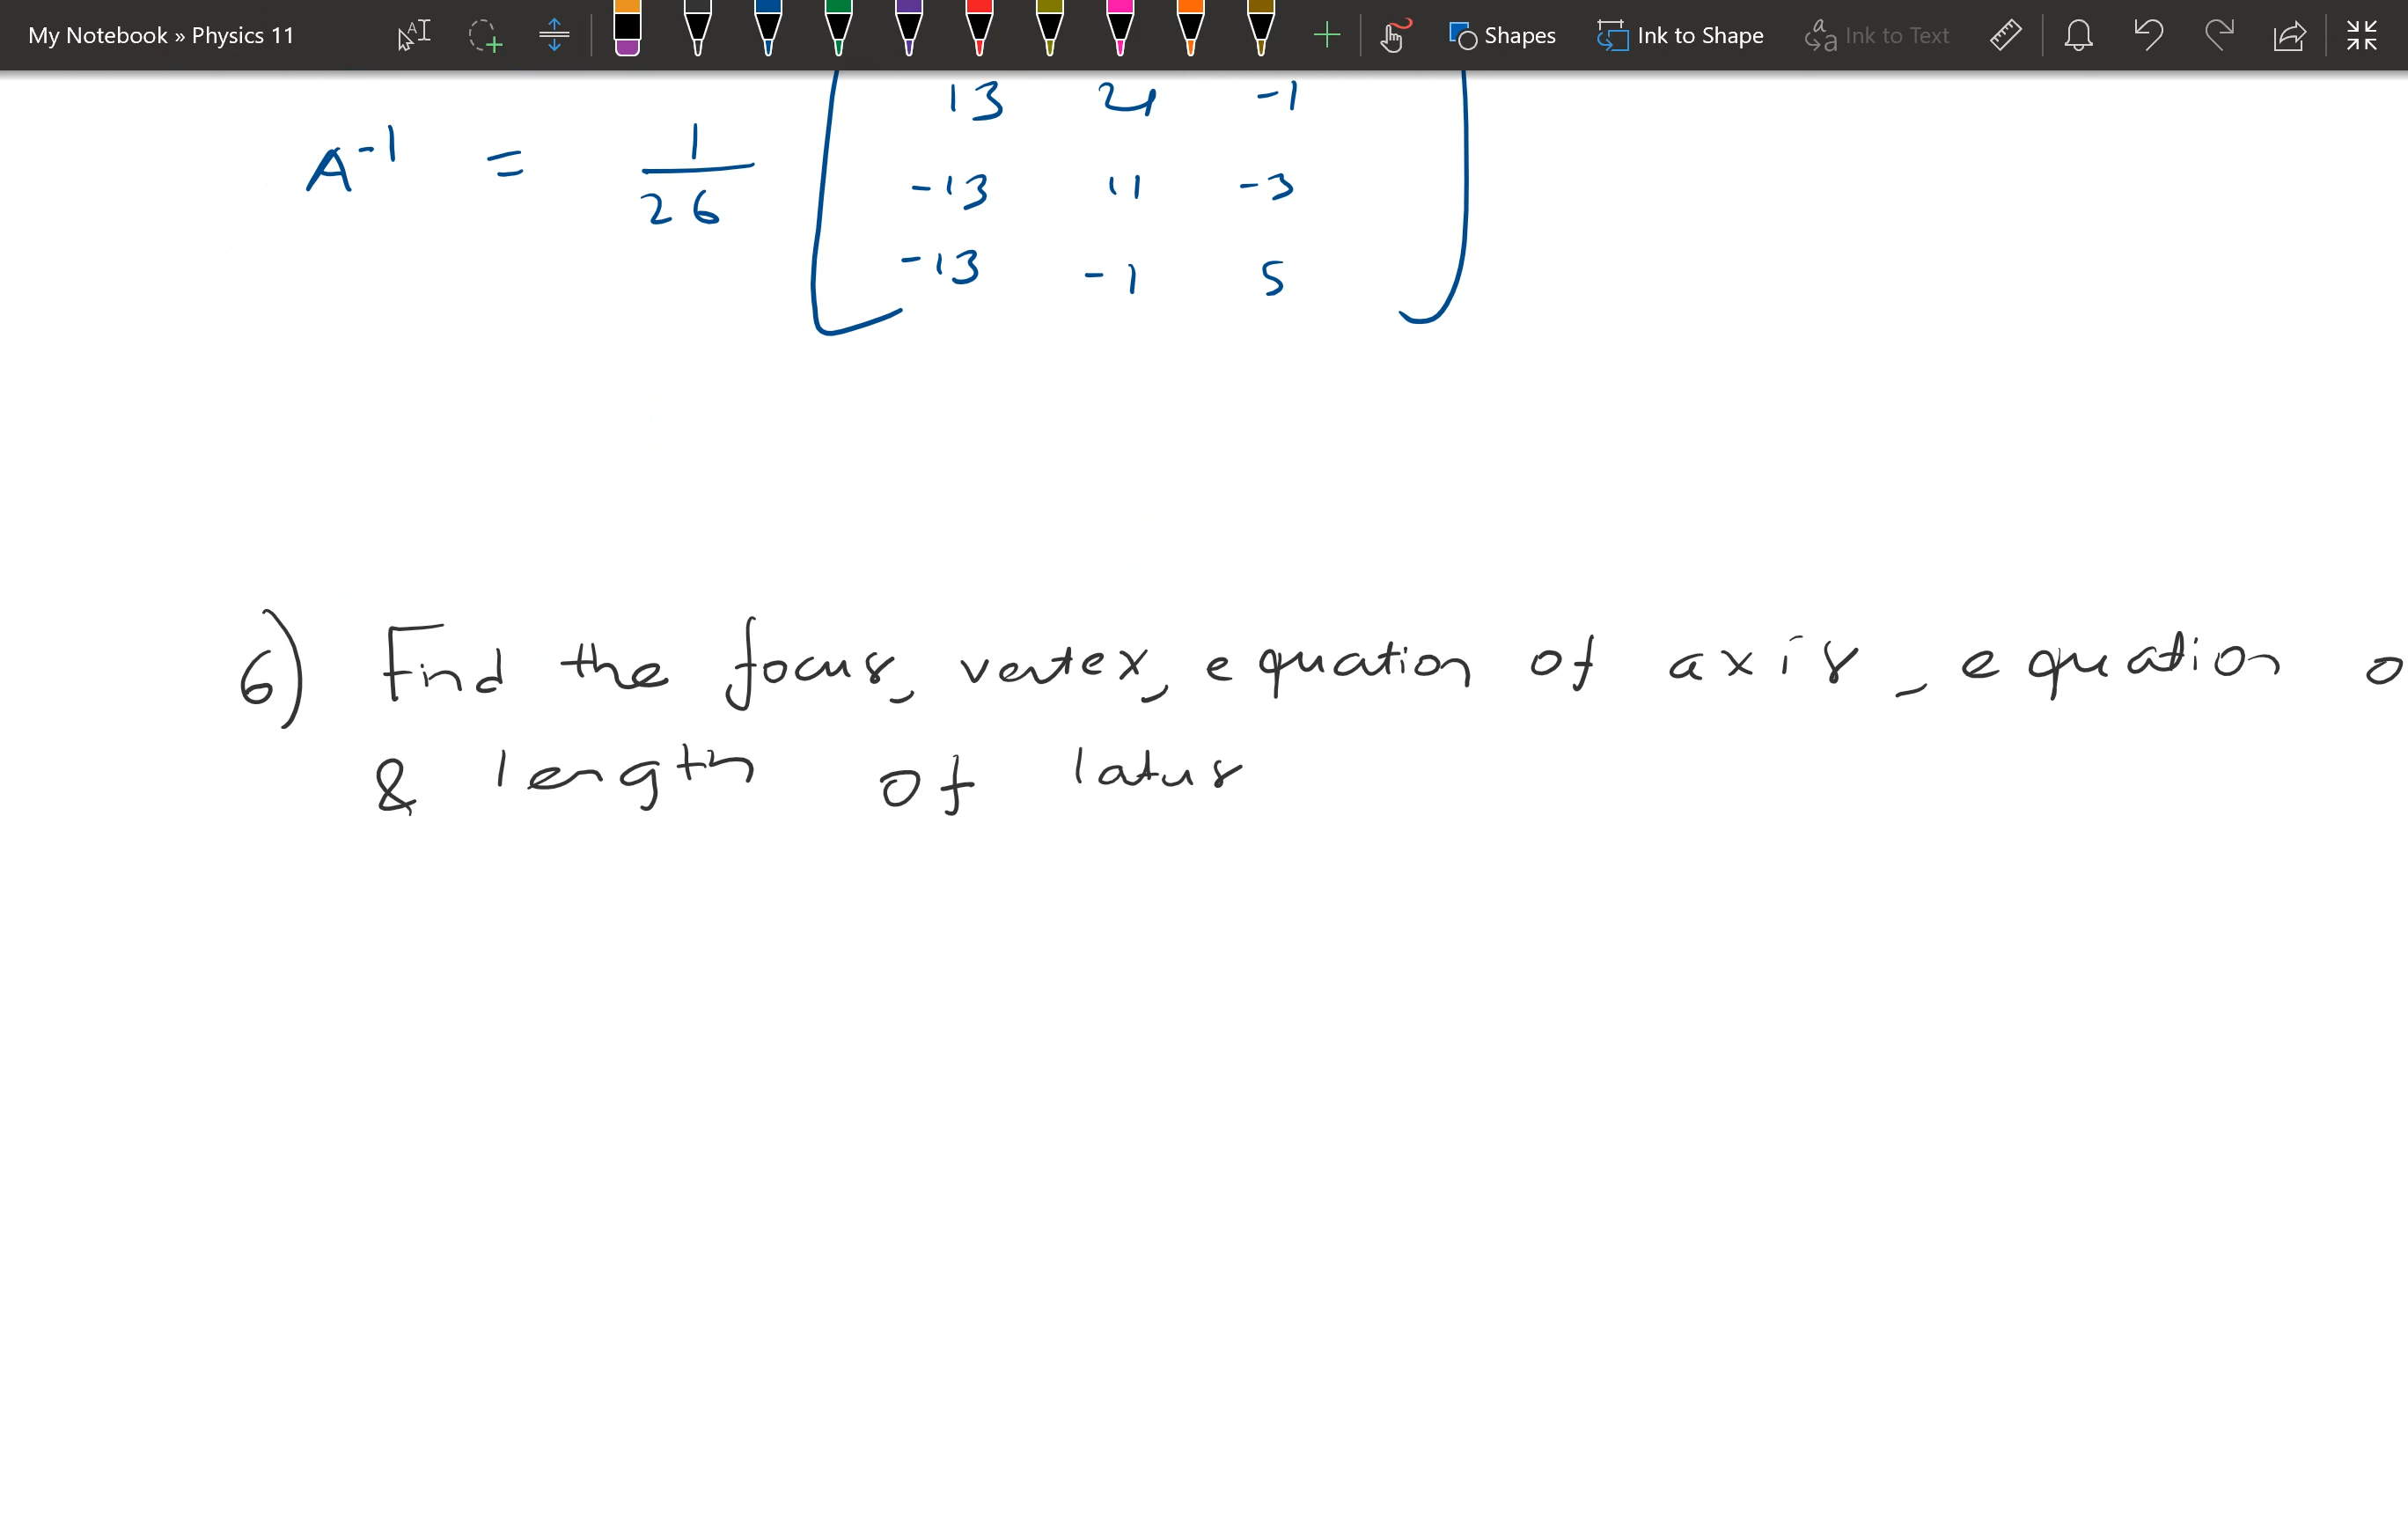 My Notebook » Physics 11 Shapes Ink to Shape Ink to Text
13 21 -1
A⁻¹ = 1/26
-13 11 -3
-13 -1 5
6) Find the focus, vertex, equation of axis, equation o
& length of latus